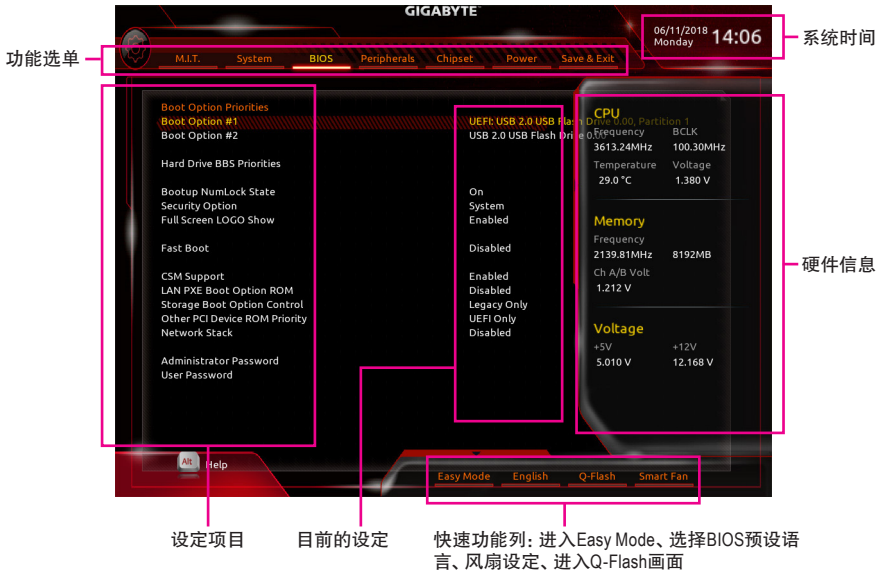 GIGABYTE
06/11/2018
Monday
14:06
系统时间
功能选单
M.I.T. System BIOS Peripherals Chipset Power Save & Exit
Boot Option Priorities
Boot Option #1 UEFI: USB 2.0 USB Flash Drive 0.00, Partition 1
Boot Option #2 USB 2.0 USB Flash Drive 0.00
Hard Drive BBS Priorities
Bootup NumLock State On
Security Option System
Full Screen LOGO Show Enabled
Fast Boot Disabled
CSM Support Enabled
LAN PXE Boot Option ROM Disabled
Storage Boot Option Control Legacy Only
Other PCI Device ROM Priority UEFI Only
Network Stack Disabled
Administrator Password
User Password
CPU
Frequency BCLK
3613.24MHz 100.30MHz
Temperature Voltage
29.0 °C 1.380 V
Memory
Frequency
2139.81MHz 8192MB
Ch A/B Volt
1.212 V
Voltage
+5V +12V
5.010 V 12.168 V
硬件信息
Alt Help
Easy Mode English Q-Flash Smart Fan
设定项目
目前的设定
快速功能列: 进入Easy Mode、选择BIOS预设语
言、风扇设定、进入Q-Flash画面